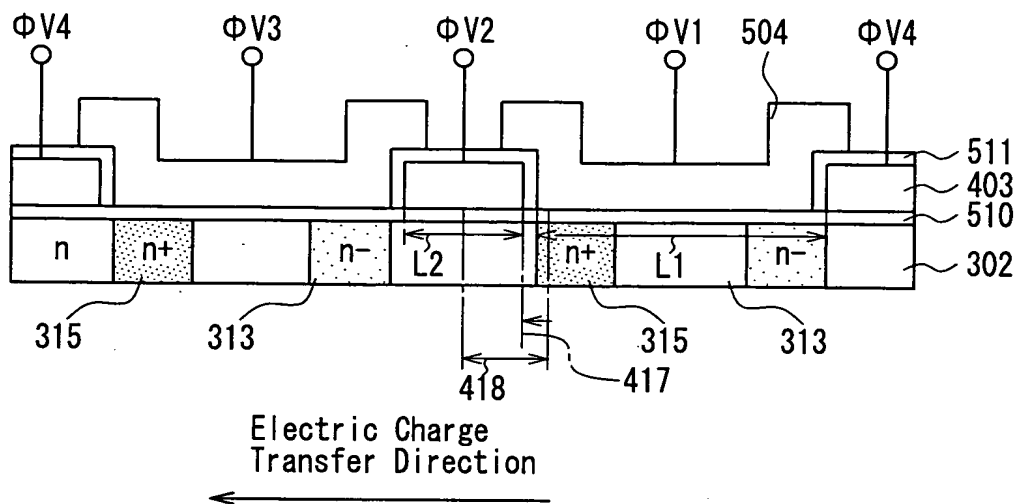 ΦV4 ΦV3 ΦV2 ΦV1 ΦV4
504
511
403
510
n n+ n- L2 n+ L1 n- 302
315 313 315 313
418 417
Electric Charge
Transfer Direction